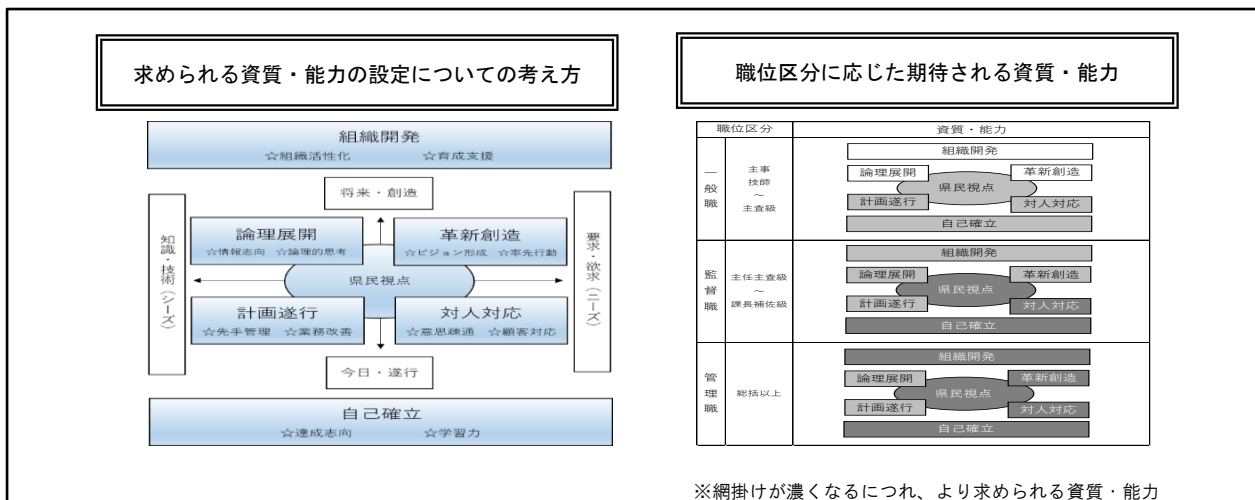 求められる資質・能力の設定についての考え方
組織開発
☆組織活性化 ☆育成支援
将来・創造
知識・技術(シーズ)
論理展開
☆情報志向 ☆論理的思考
革新創造
☆ビジョン形成 ☆率先行動
県民視点
計画遂行
☆先手管理 ☆業務改善
対人対応
☆意思疎通 ☆顧客対応
要求・欲求(ニーズ)
今日・遂行
自己確立
☆達成志向 ☆学習力
職位区分に応じた期待される資質・能力
職位区分 資質・能力
一般職
主事
技師
~
主査級
組織開発
論理展開 革新創造
県民視点
計画遂行 対人対応
自己確立
監督職
主任主査級
~
課長補佐級
組織開発
論理展開 革新創造
県民視点
計画遂行 対人対応
自己確立
管理職
総括以上
組織開発
論理展開 革新創造
県民視点
計画遂行 対人対応
自己確立
※網掛けが濃くなるにつれ、より求められる資質・能力